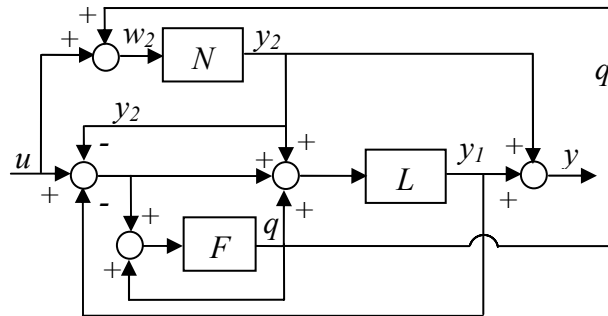 +
+ w₂ N y₂
q
y₂
- +
u + y₁ + y
+ L +
- + q +
+ F